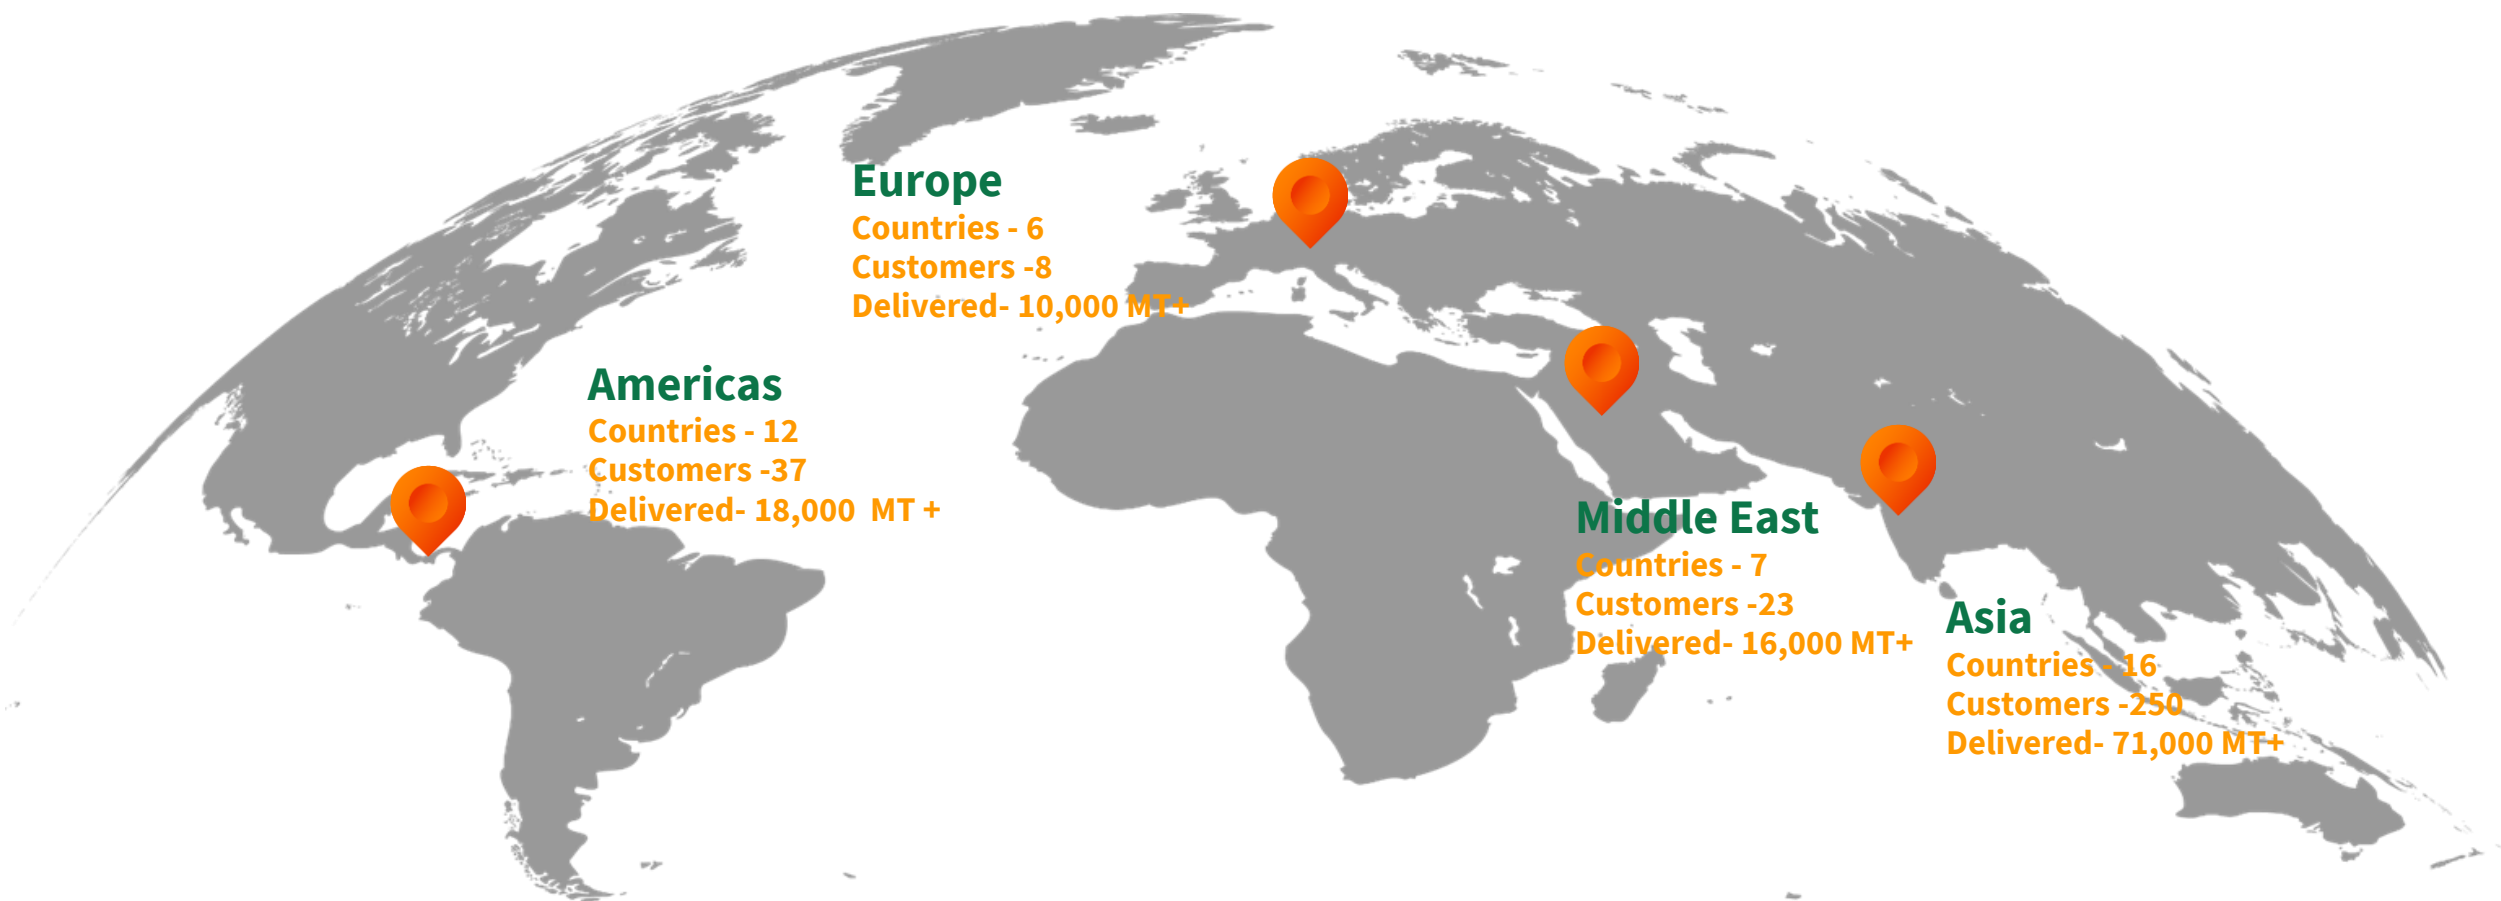 Europe
Countries - 6
Customers -8
Delivered- 10,000 MT+
Americas
Countries - 12
Customers -37
Delivered- 18,000  MT +
Middle East
Countries - 7
Customers -23
Delivered- 16,000 MT+
Asia
Countries - 16
Customers -250
Delivered- 71,000 MT+